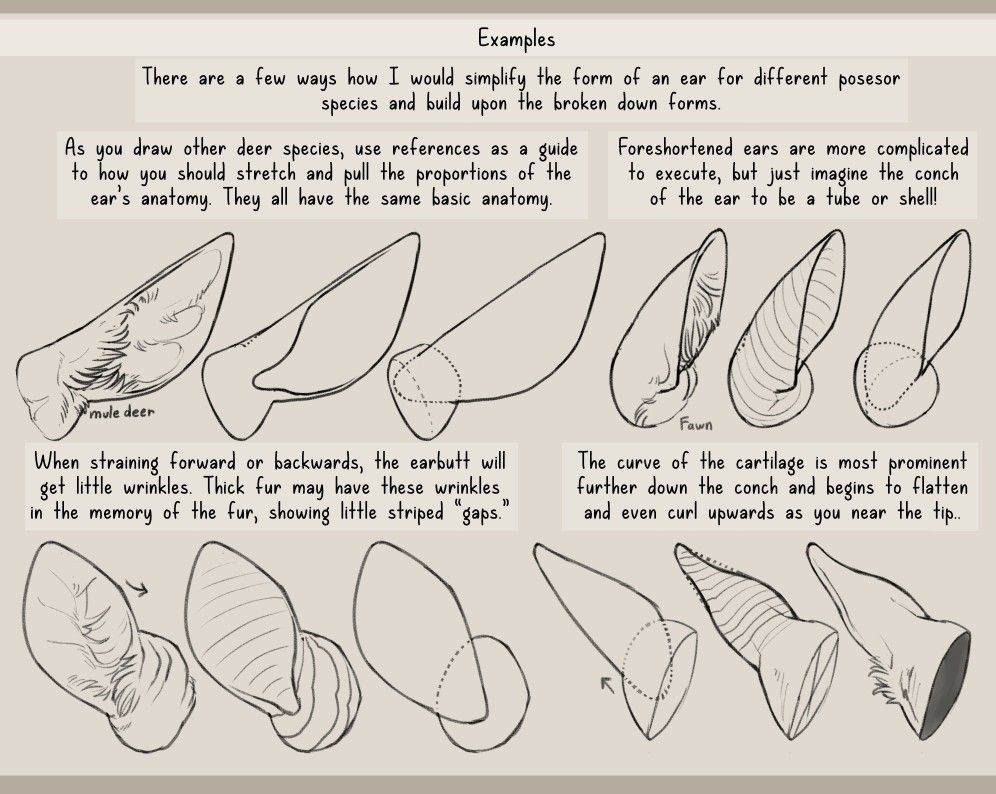 Examples
There are a few ways how I would simplify the form of an ear for different posesor
species and build upon the broken down forms.
As you draw other deer species, use references as a guide
to how you should stretch and pull the proportions of the
ear's anatomy. They all have the same basic anatomy.
Foreshortened ears are more complicated
to execute, but just imagine the conch
of the ear to be a tube or shell!
mule deer
Fawn
When straining forward or backwards, the earbutt will
get little wrinkles. Thick fur may have these wrinkles
in the memory of the fur, showing little striped "gaps."
The curve of the cartilage is most prominent
further down the conch and begins to flatten
and even curl upwards as you near the tip..